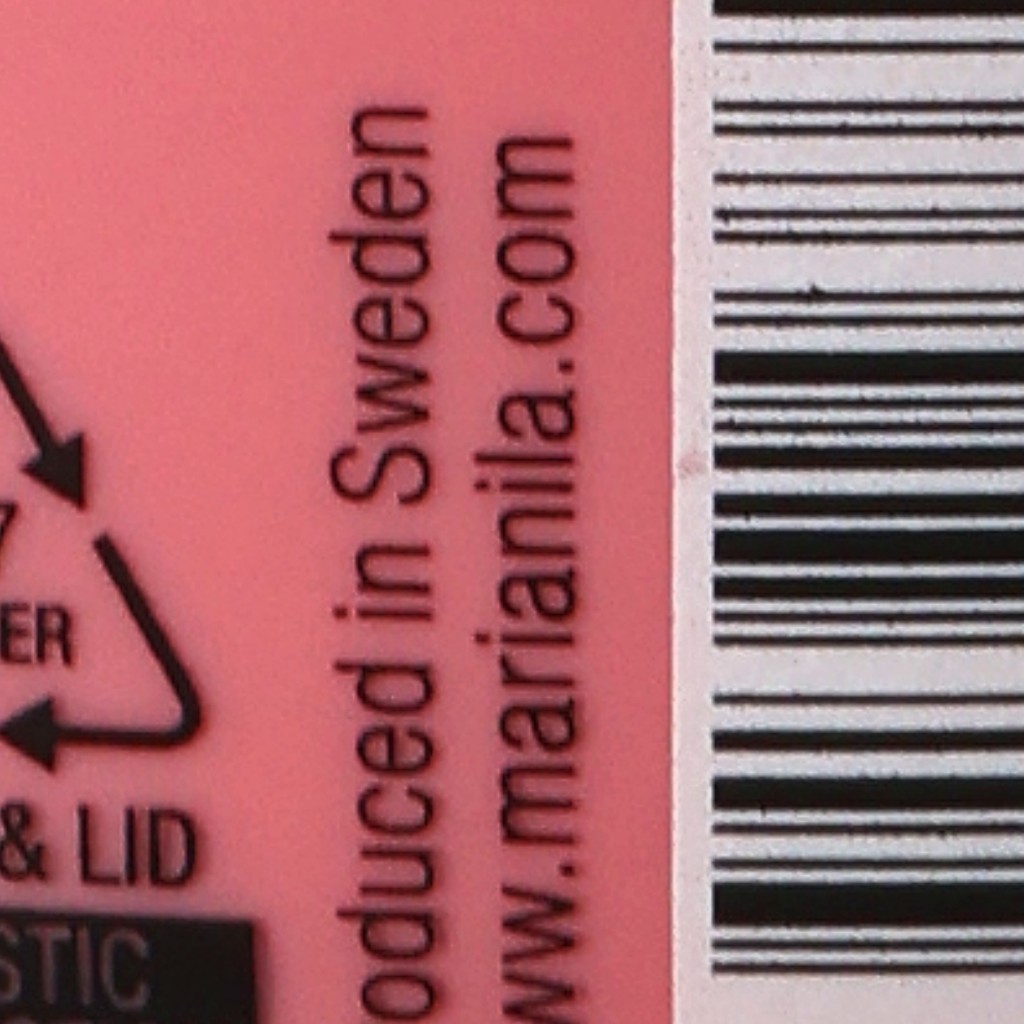 7
ER
& LID
STIC
oduced in Sweden
ww.marianila.com